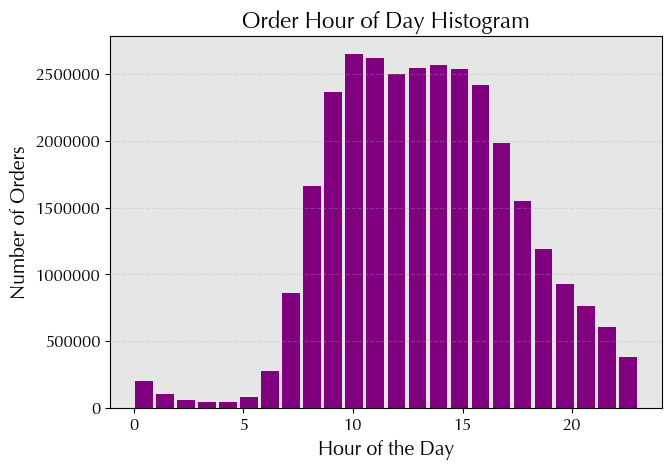 Order Hour of Day Histogram
Number of Orders
2500000
2000000
1500000
1000000
500000
0
0 5 10 15 20
Hour of the Day